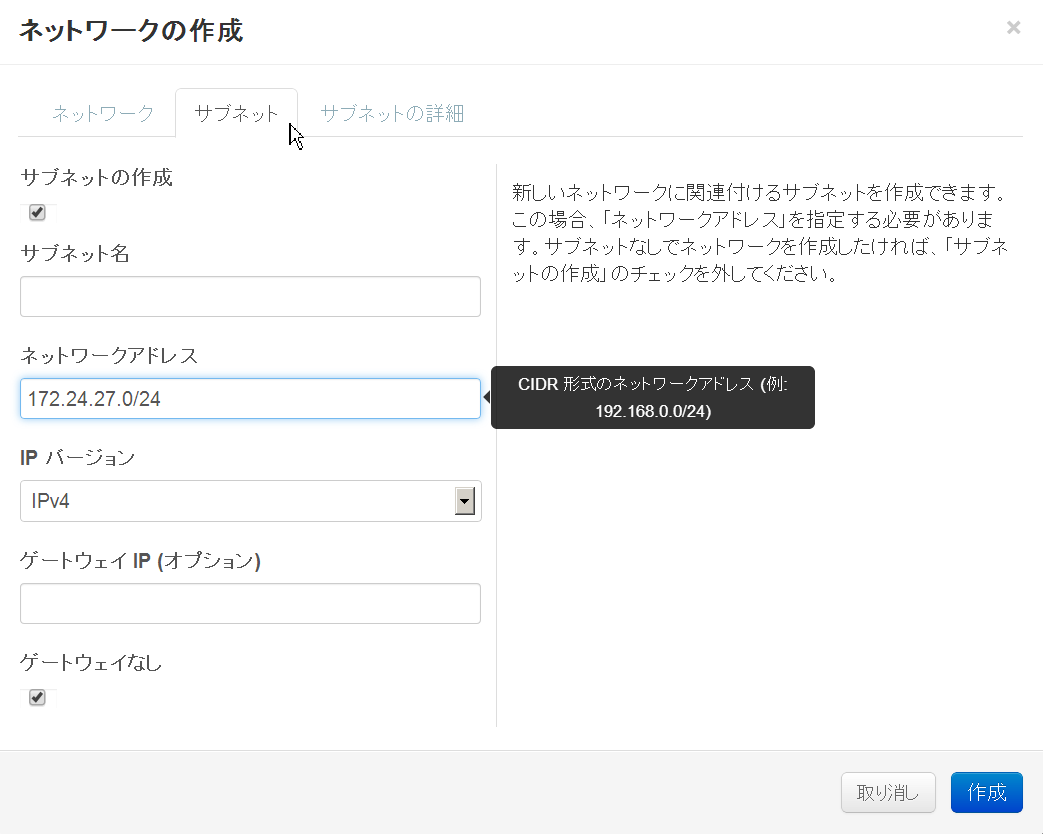 ネットワークの作成
×
ネットワーク サブネット サブネットの詳細
サブネットの作成
サブネット名
ネットワークアドレス
172.24.27.0/24
IP バージョン
IPv4
ゲートウェイ IP (オプション)
ゲートウェイなし
新しいネットワークに関連付けるサブネットを作成できます。
この場合、「ネットワークアドレス」を指定する必要がありま
す。サブネットなしでネットワークを作成したければ、「サブネ
ットの作成」のチェックを外してください。
CIDR 形式のネットワークアドレス (例:
192.168.0.0/24)
取り消し 作成